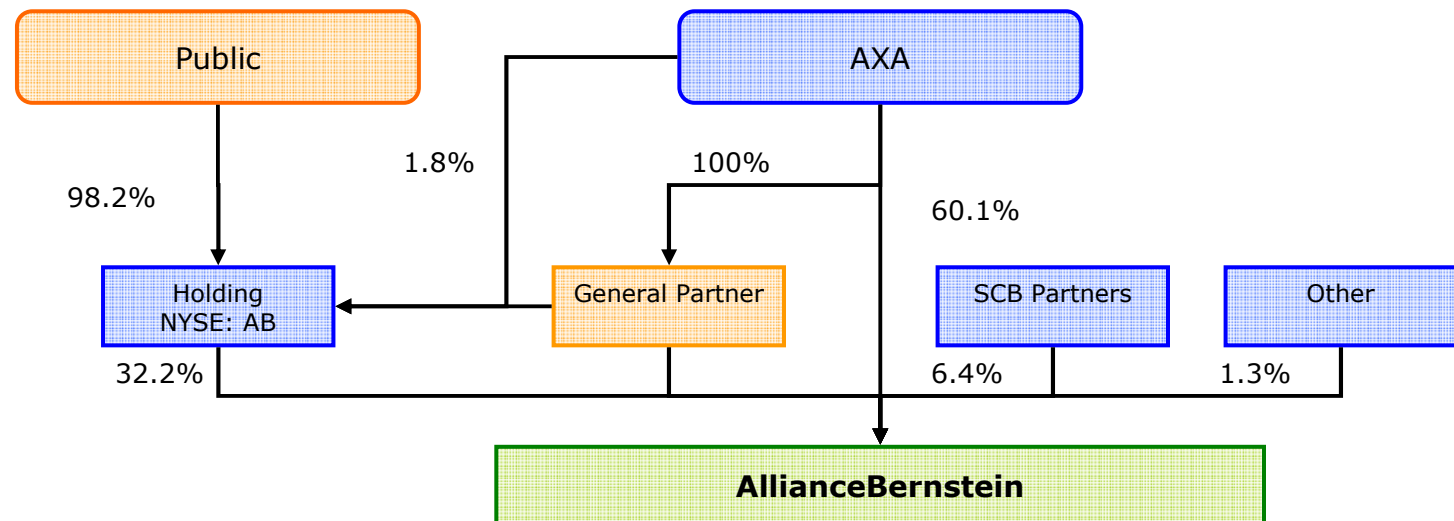 Public
AXA
1.8%
100%
98.2%
60.1%
Holding
NYSE: AB
General Partner
SCB Partners
Other
32.2%
6.4%
1.3%
AllianceBernstein